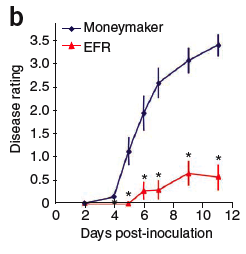 b
Moneymaker
EFR
Disease rating
3.5
3.0
2.5
2.0
1.5
1.0
0.5
0
* * * * * *
0 2 4 6 8 10 12
Days post-inoculation